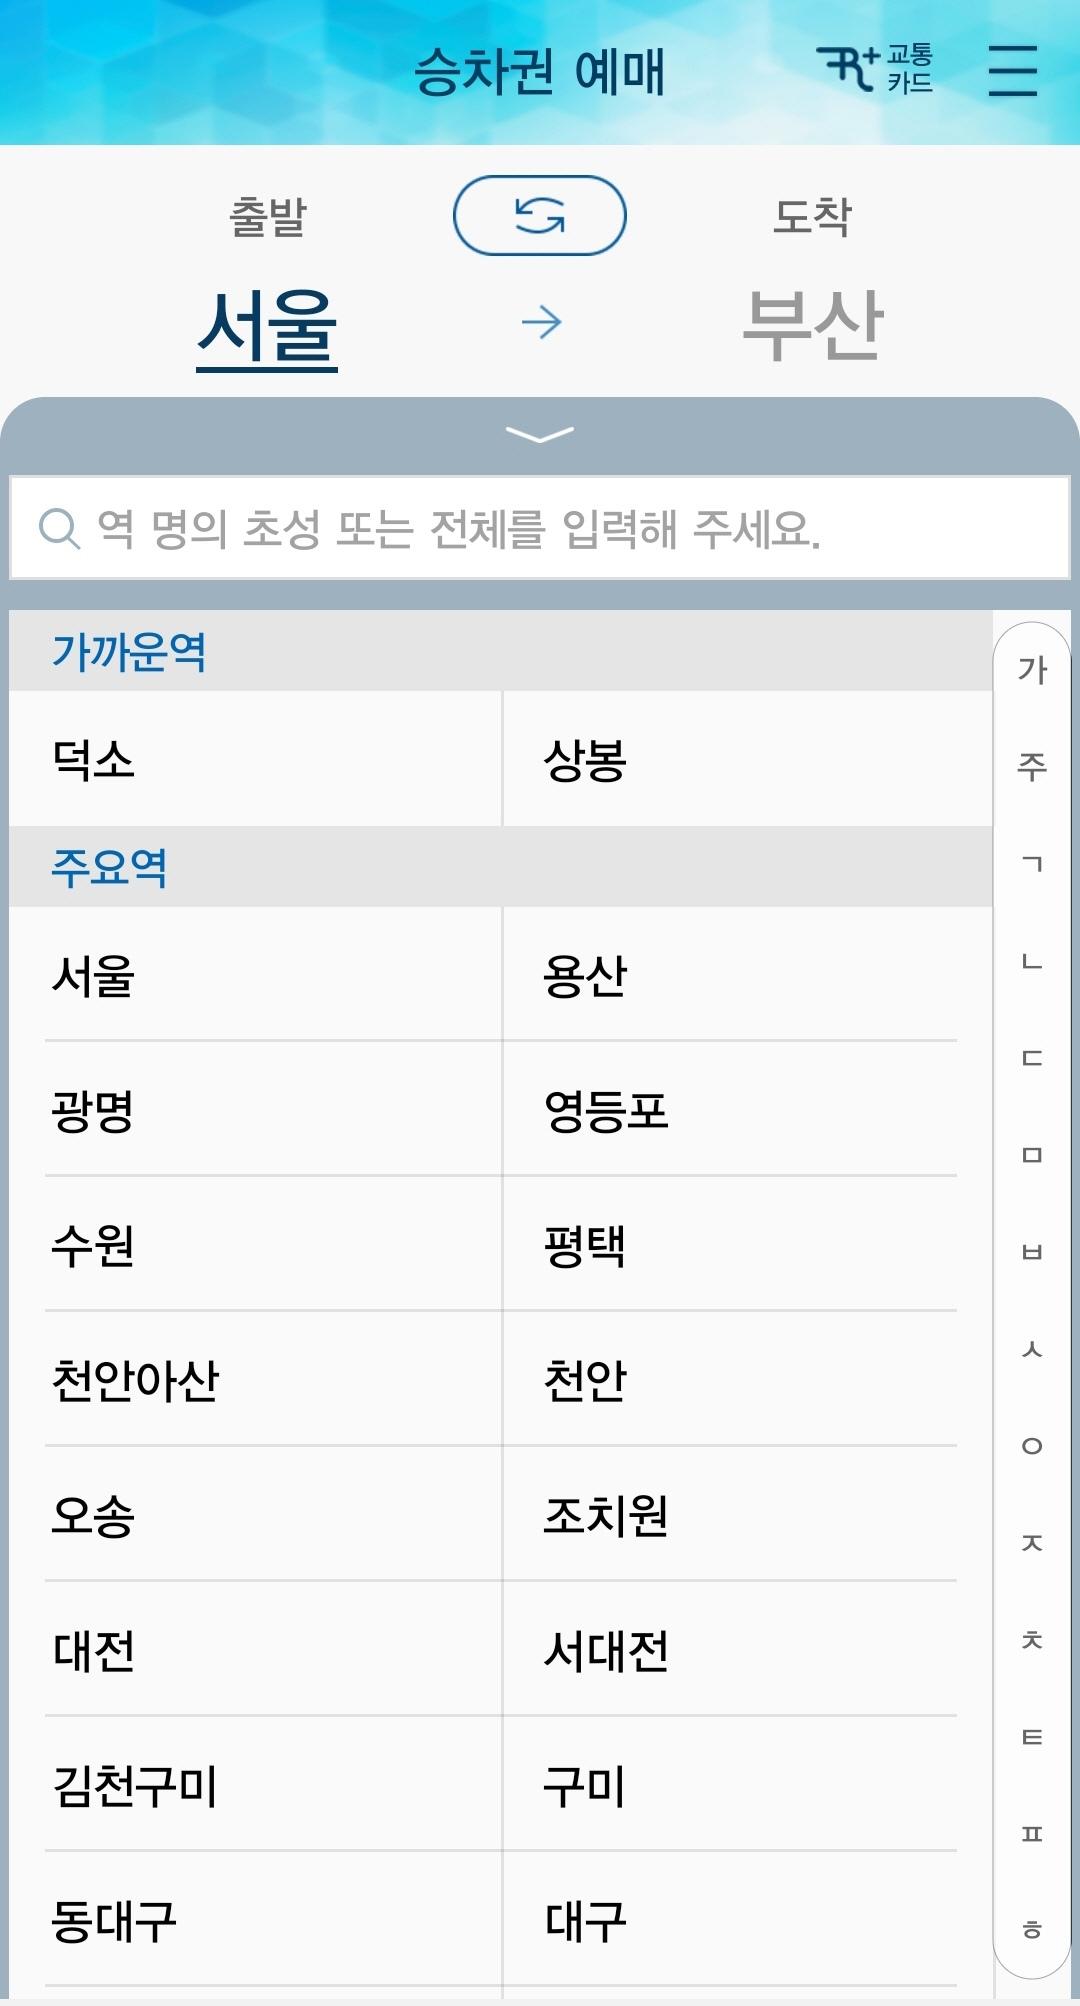 승차권 예매
R+ 교통
카드
출발
도착
서울
부산
역 명의 초성 또는 전체를 입력해 주세요.
가까운역
덕소 상봉
주요역
서울 용산
광명 영등포
수원 평택
천안아산 천안
오송 조치원
대전 서대전
김천구미 구미
동대구 대구
가
주
ㄱ
ㄴ
ㄷ
ㅁ
ㅂ
ㅅ
ㅇ
ㅈ
ㅊ
ㅌ
ㅍ
ㅎ